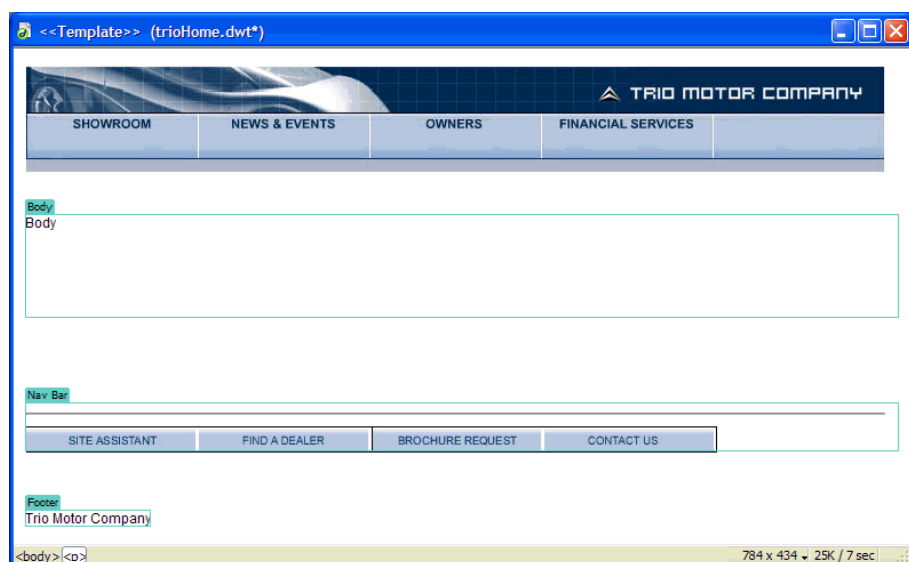 <<Template>> (trioHome.dwt*)
TRIO MOTOR COMPANY
SHOWROOM NEWS & EVENTS OWNERS FINANCIAL SERVICES
Body
Body
Nav Bar
SITE ASSISTANT FIND A DEALER BROCHURE REQUEST CONTACT US
Footer
Trio Motor Company
<body> <p> 784 x 434 25K / 7 sec